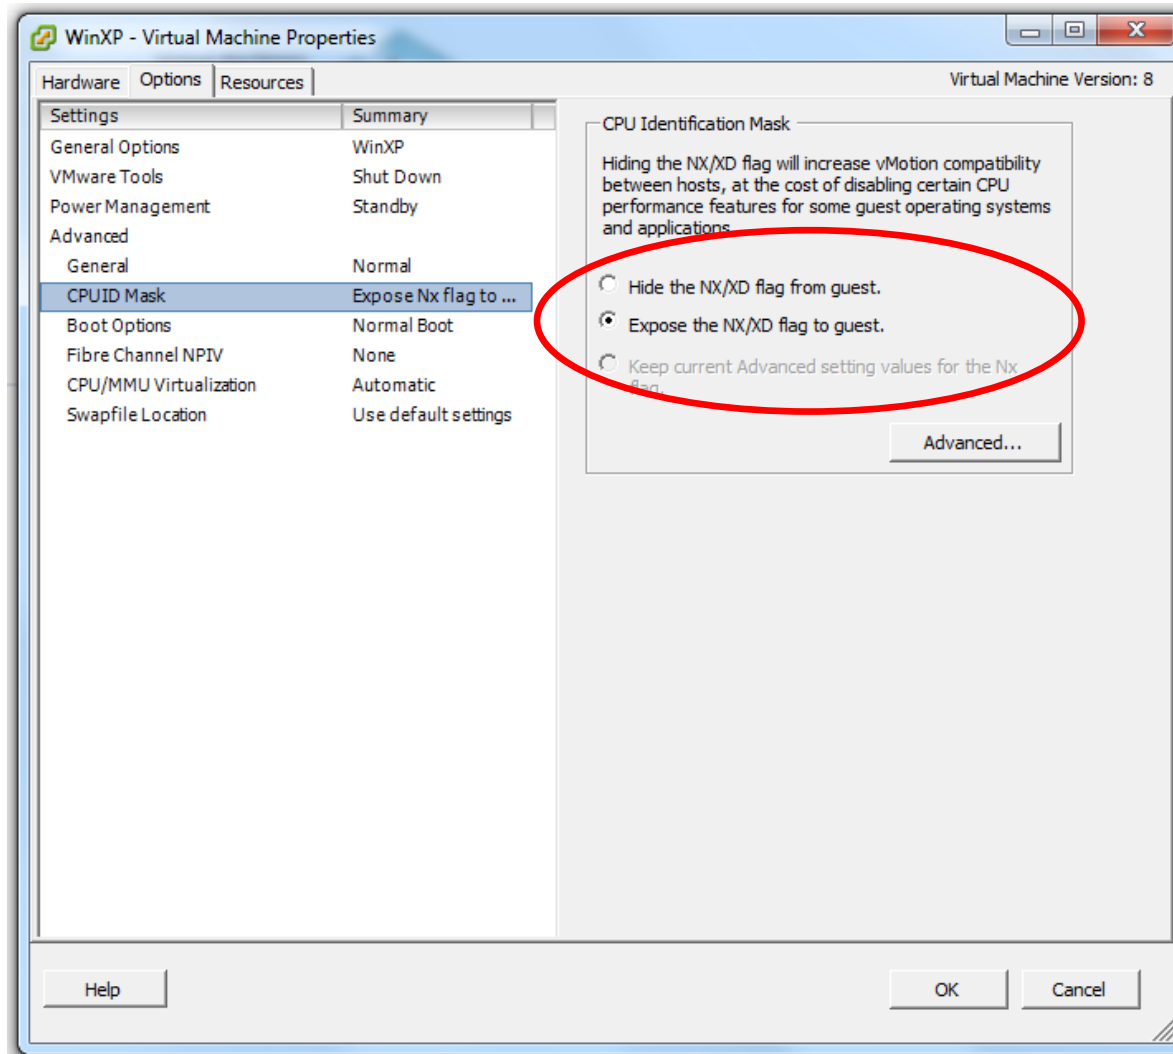 WinXP - Virtual Machine Properties
Hardware Options Resources Virtual Machine Version: 8
Settings Summary
General Options WinXP
VMware Tools Shut Down
Power Management Standby
Advanced
General Normal
CPUID Mask Expose Nx flag to ...
Boot Options Normal Boot
Fibre Channel NPIV None
CPU/MMU Virtualization Automatic
Swapfile Location Use default settings
CPU Identification Mask
Hiding the NX/XD flag will increase vMotion compatibility
between hosts, at the cost of disabling certain CPU
performance features for some guest operating systems
and applications.
Hide the NX/XD flag from guest.
Expose the NX/XD flag to guest.
Keep current Advanced setting values for the Nx
flag.
Advanced...
Help OK Cancel